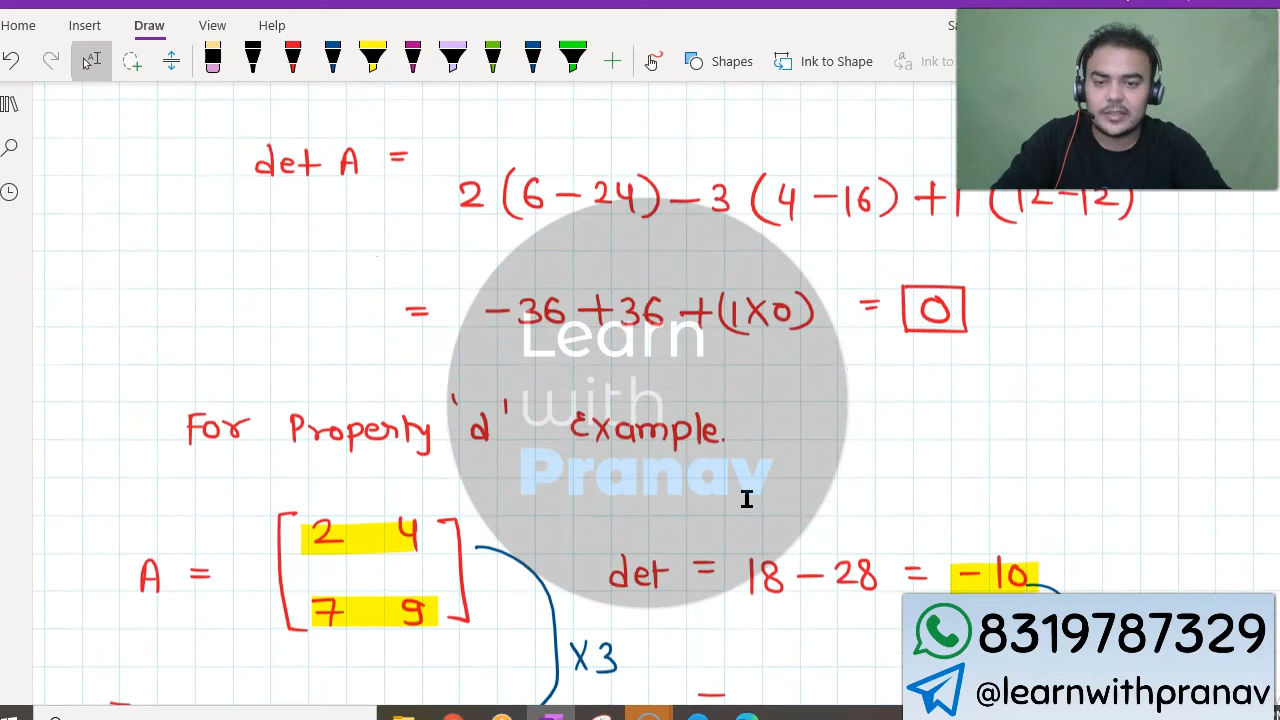 Home Insert Draw View Help
Shapes Ink to Shape Ink to
det A =
2 (6 - 24) - 3 (4 - 16) + 1 (12 - 12)
= - 36 + 36 + (1 X 0) = 0
Learn
with
Pranav
For Property 'd' Example.
2 4
A = det = 18 - 28 = - 10
7 9
X 3
8319787329
@learnwithpranav